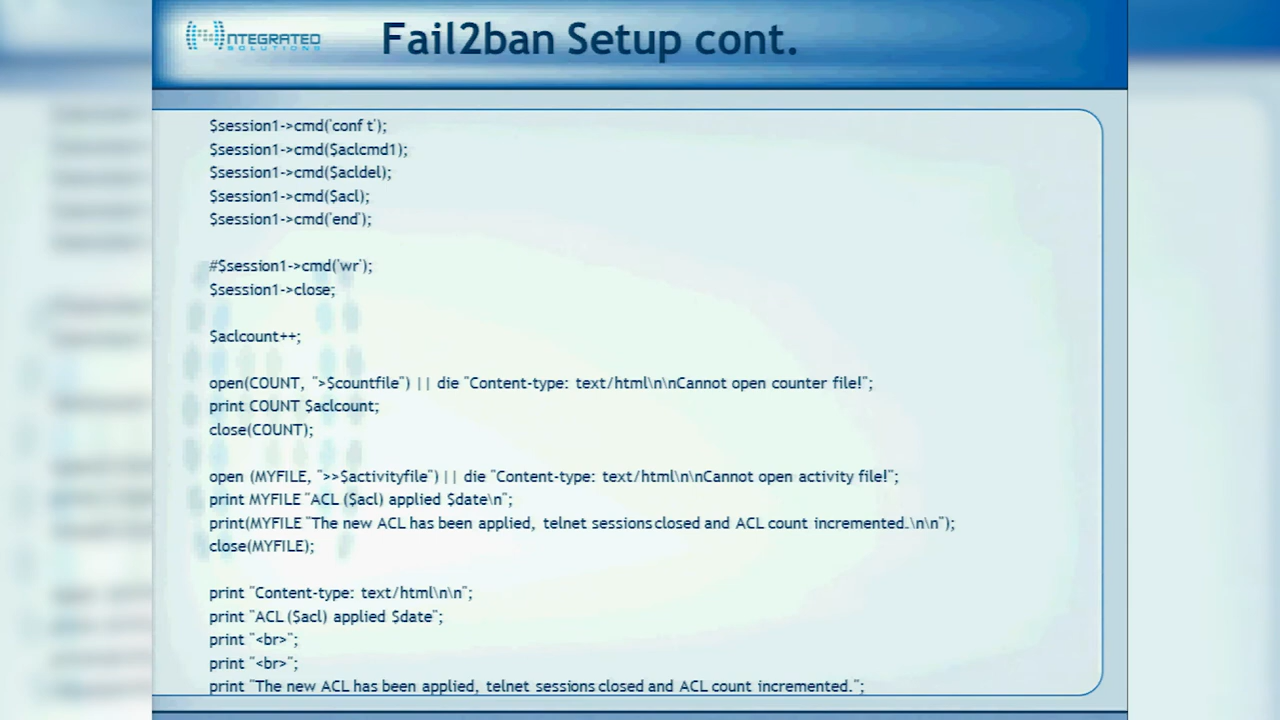 NTEGRATED
SOLUTIONS
Fail2ban Setup cont.
$session1->cmd('conf t');
$session1->cmd($aclcmd1);
$session1->cmd($acldel);
$session1->cmd($acl);
$session1->cmd('end');
#$session1->cmd('wr');
$session1->close;
$aclcount++;
open(COUNT, ">$countfile") || die "Content-type: text/html\n\nCannot open counter file!";
print COUNT $aclcount;
close(COUNT);
open (MYFILE, ">>$activityfile") || die "Content-type: text/html\n\nCannot open activity file!";
print MYFILE "ACL ($acl) applied $date\n";
print(MYFILE "The new ACL has been applied, telnet sessions closed and ACL count incremented.\n\n");
close(MYFILE);
print "Content-type: text/html\n\n";
print "ACL ($acl) applied $date";
print "<br>";
print "<br>";
print "The new ACL has been applied, telnet sessions closed and ACL count incremented.";